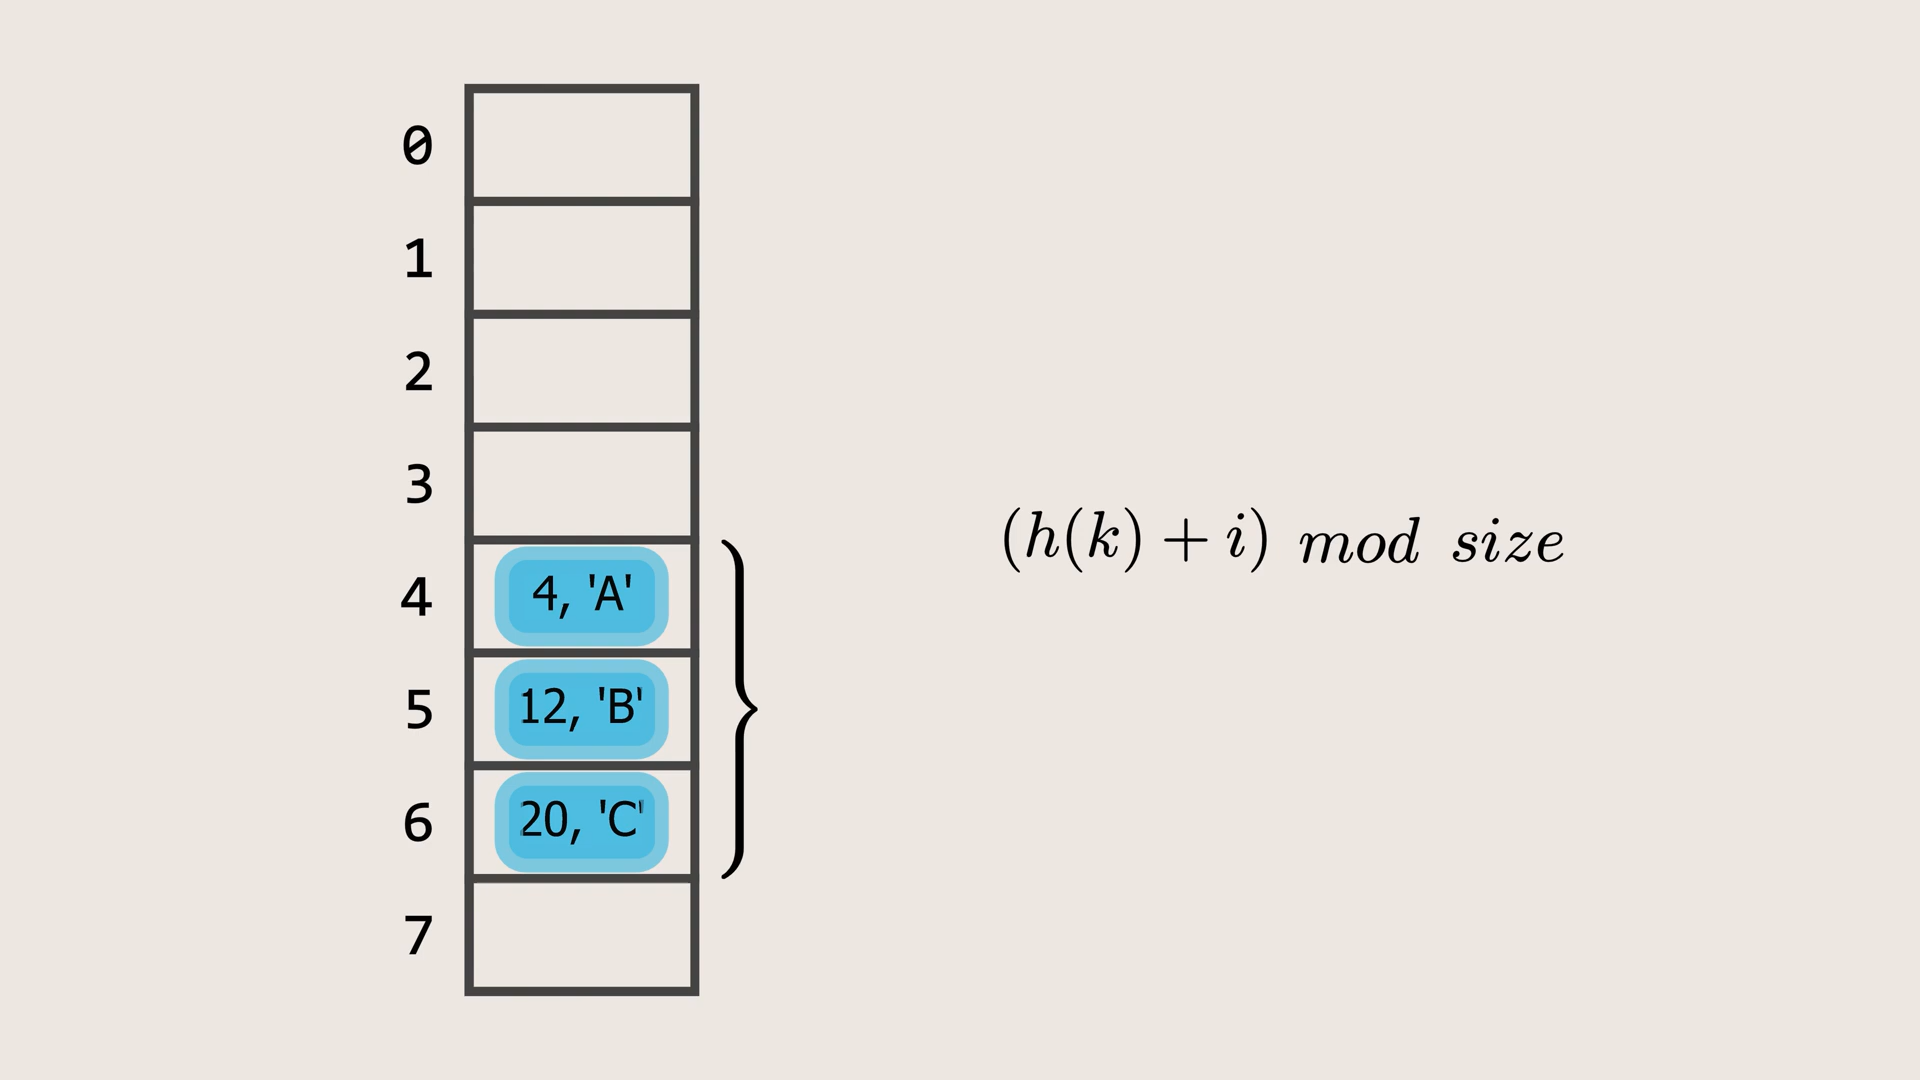 0
1
2
3
(h(k) + i) mod size
4 4, 'A'
5 12, 'B'
6 20, 'C'
7